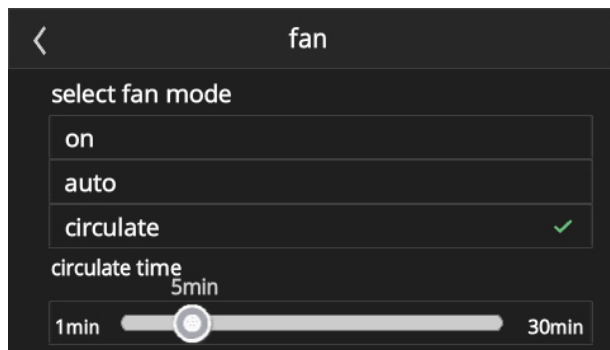 fan
select fan mode
on
auto
circulate
circulate time
5min
1min 30min